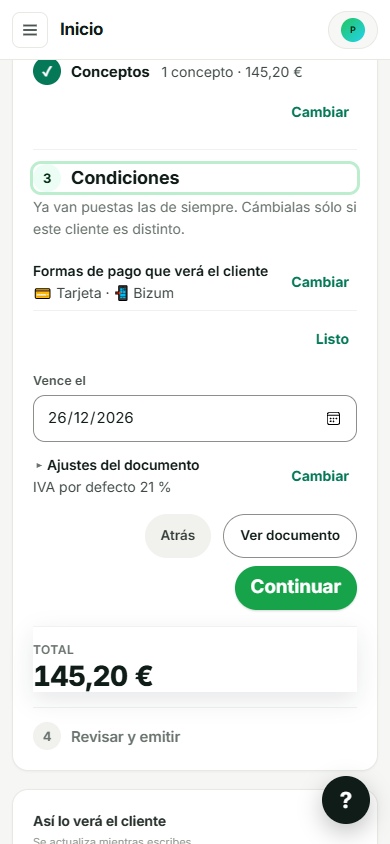 Inicio
P
Conceptos 1 concepto · 145,20 €
Cambiar
3 Condiciones
Ya van puestas las de siempre. Cámbialas sólo si
este cliente es distinto.
Formas de pago que verá el cliente
Cambiar
Tarjeta · Bizum
Listo
Vence el
26/12/2026
Ajustes del documento
Cambiar
IVA por defecto 21 %
Atrás
Ver documento
Continuar
TOTAL
145,20 €
4 Revisar y emitir
?
Así lo verá el cliente
Se actualiza mientras escribes